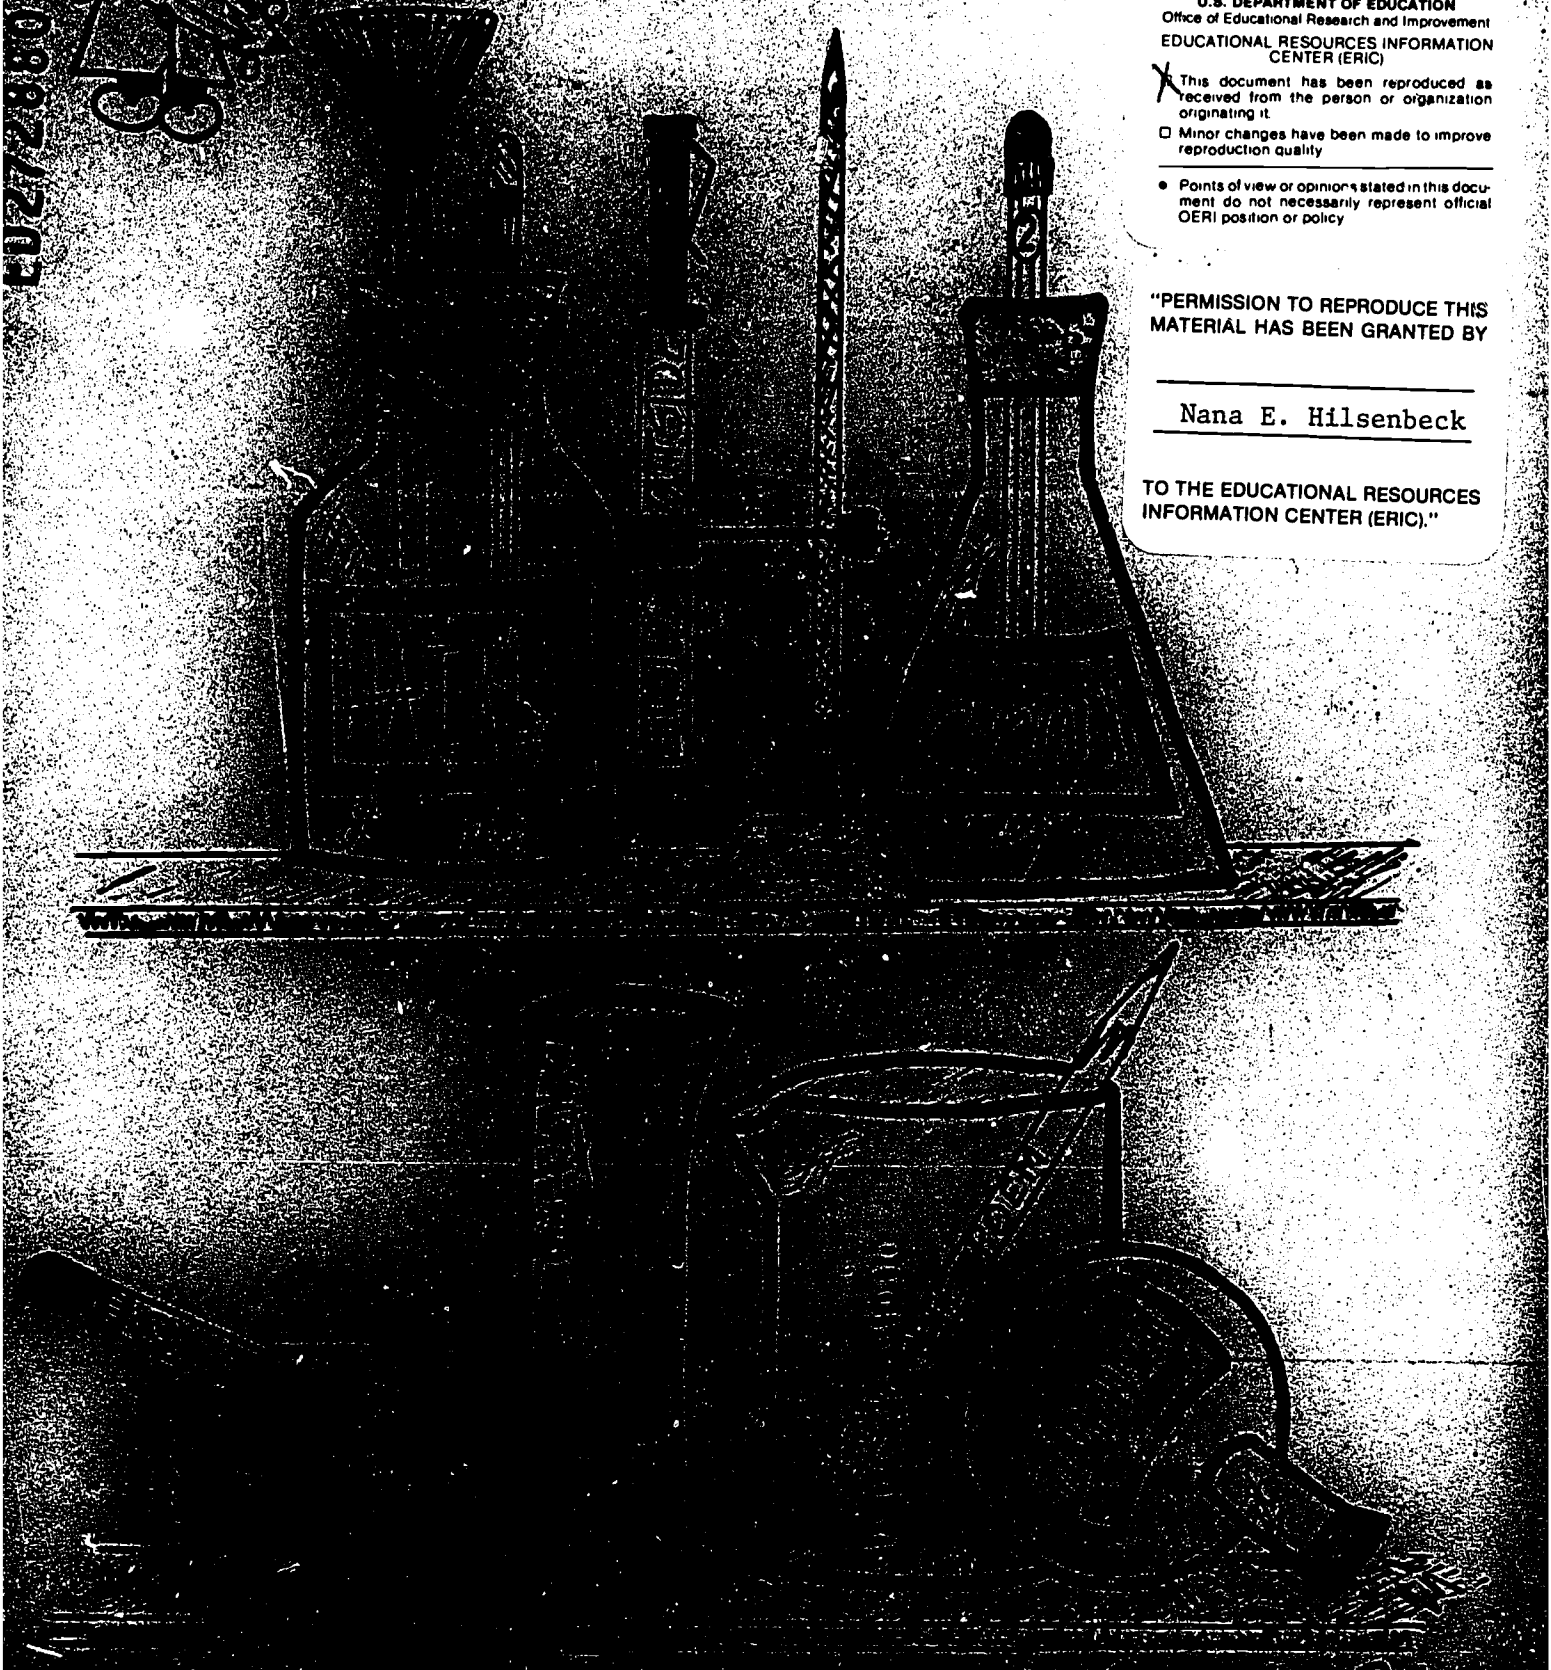 ED272880
U.S. DEPARTMENT OF EDUCATION
Office of Educational Research and Improvement
EDUCATIONAL RESOURCES INFORMATION
CENTER (ERIC)
X This document has been reproduced as
received from the person or organization
originating it.
□ Minor changes have been made to improve
reproduction quality
• Points of view or opinions stated in this docu-
ment do not necessarily represent official
OERI position or policy
"PERMISSION TO REPRODUCE THIS
MATERIAL HAS BEEN GRANTED BY
Nana E. Hilsenbeck
TO THE EDUCATIONAL RESOURCES
INFORMATION CENTER (ERIC)."
2